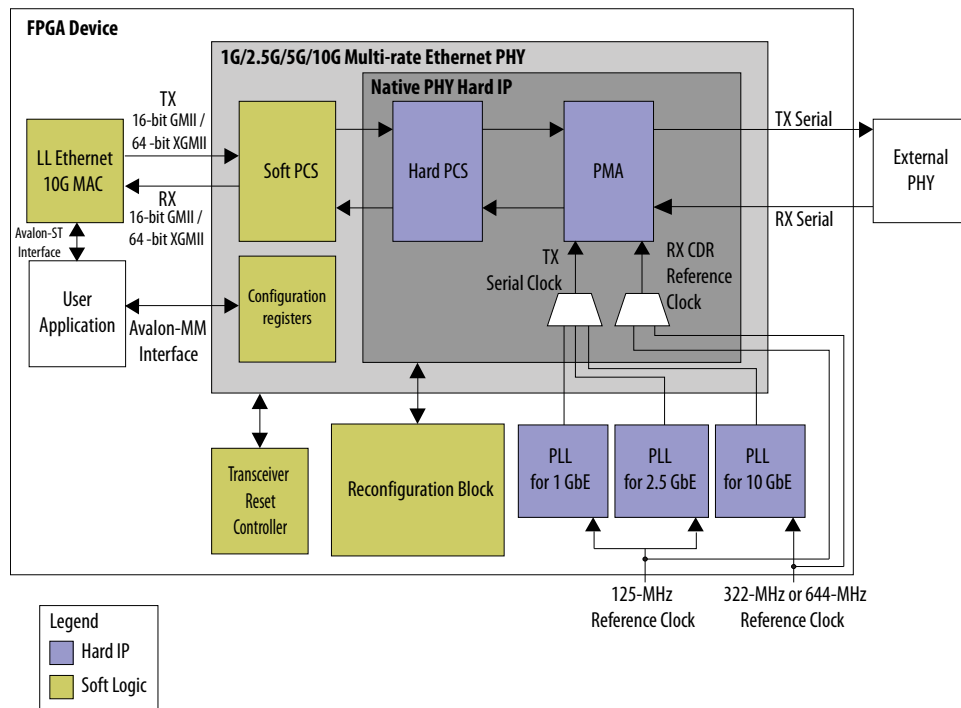 FPGA Device
1G/2.5G/5G/10G Multi-rate Ethernet PHY
Native PHY Hard IP
TX
16-bit GMII /
64 -bit XGMII
LL Ethernet
10G MAC
RX
16-bit GMII /
64 -bit XGMII
Avalon-ST
Interface
User
Application
Avalon-MM
Interface
Soft PCS
Configuration
registers
Hard PCS
PMA
TX
Serial Clock
RX CDR
Reference
Clock
TX Serial
RX Serial
External
PHY
Transceiver
Reset
Controller
Reconfiguration Block
PLL
for 1 GbE
PLL
for 2.5 GbE
PLL
for 10 GbE
125-MHz
Reference Clock
322-MHz or 644-MHz
Reference Clock
Legend
Hard IP
Soft Logic